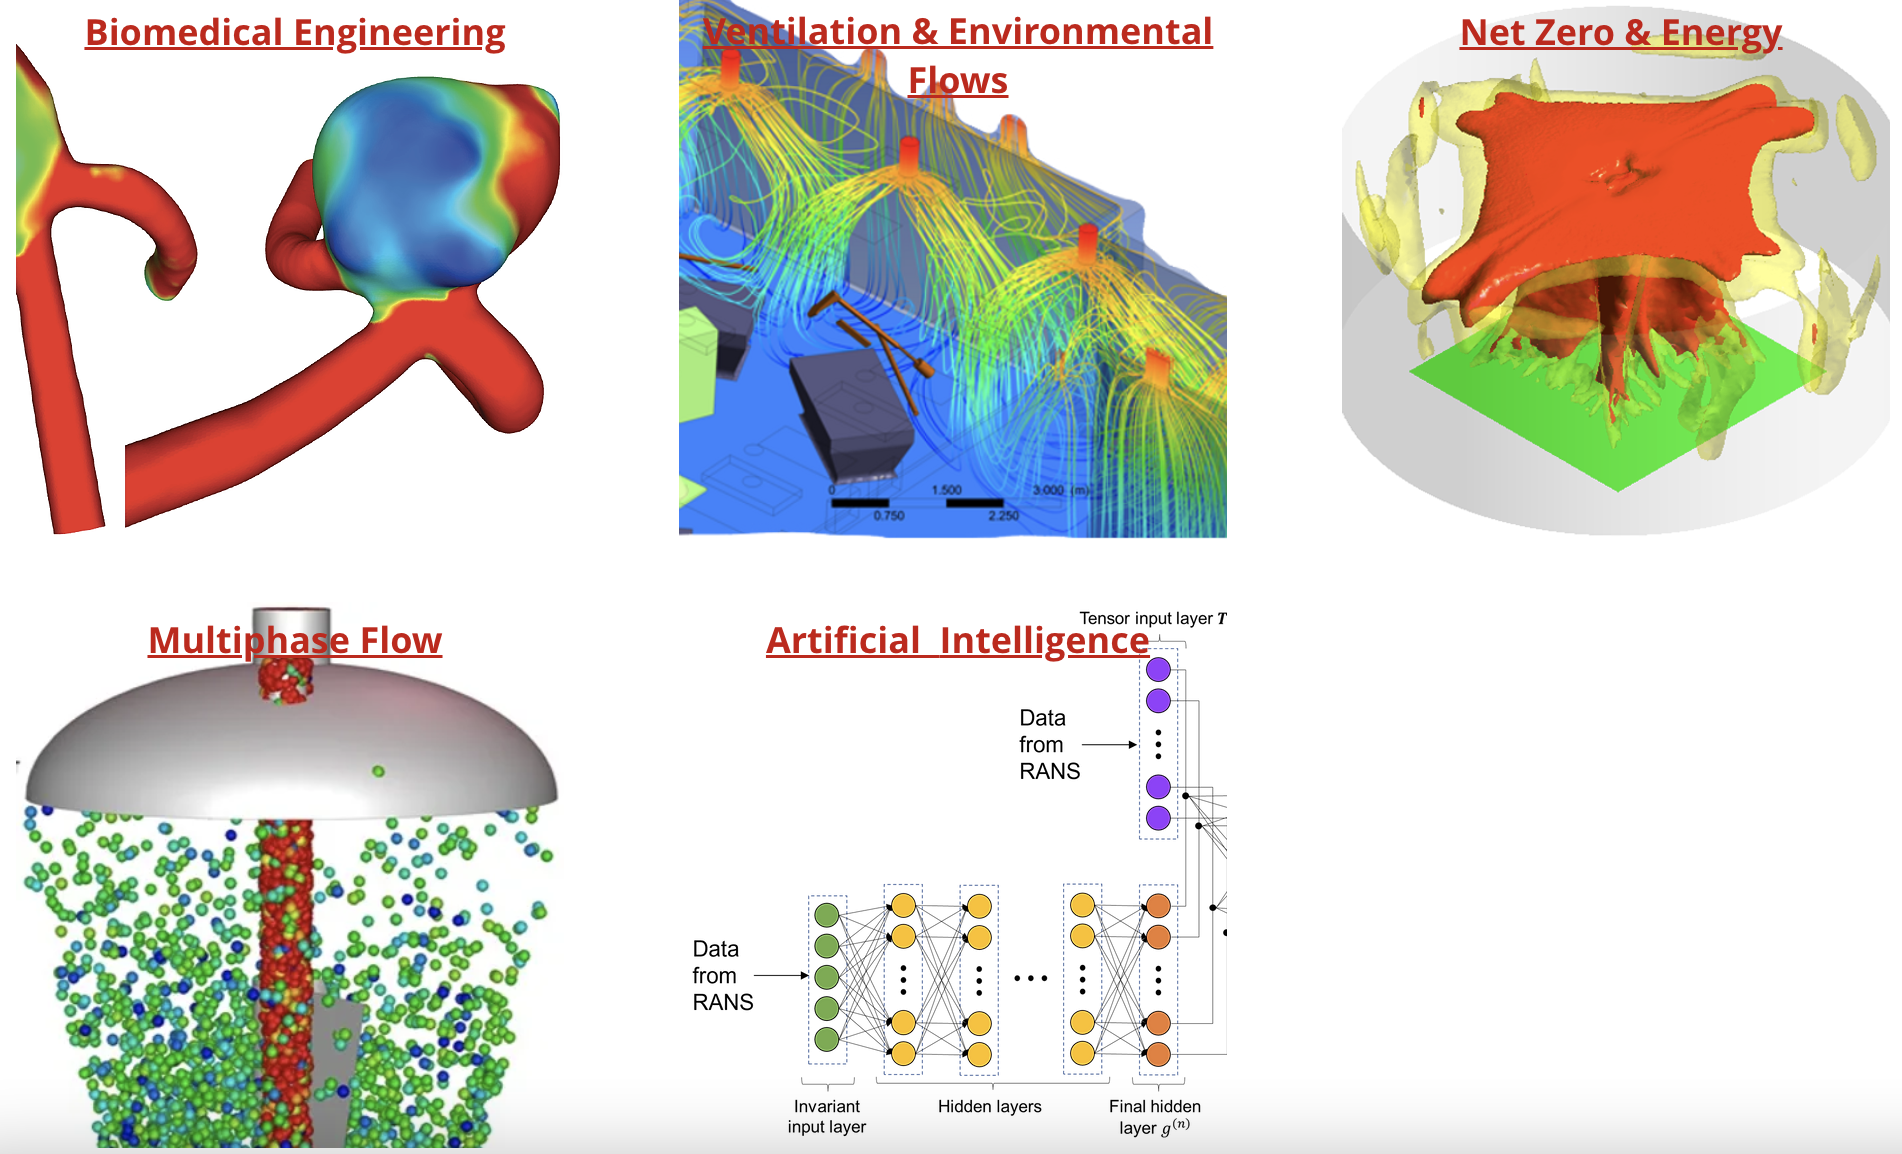 Biomedical Engineering
Ventilation & Environmental
Flows
0 1.500 3.000 (m)
0.750 2.250
Net Zero & Energy
Multiphase Flow
Artificial Intelligence
Tensor input layer T
Data
from
RANS
Data
from
RANS
Invariant
input layer
Hidden layers
Final hidden
layer g(n)